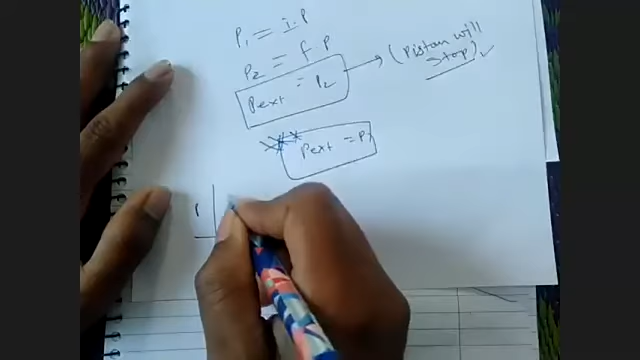 P₁ = i P
P₂ = f P
Pext = P₂ → (Piston will stop) ✓
Pext = P₁
P